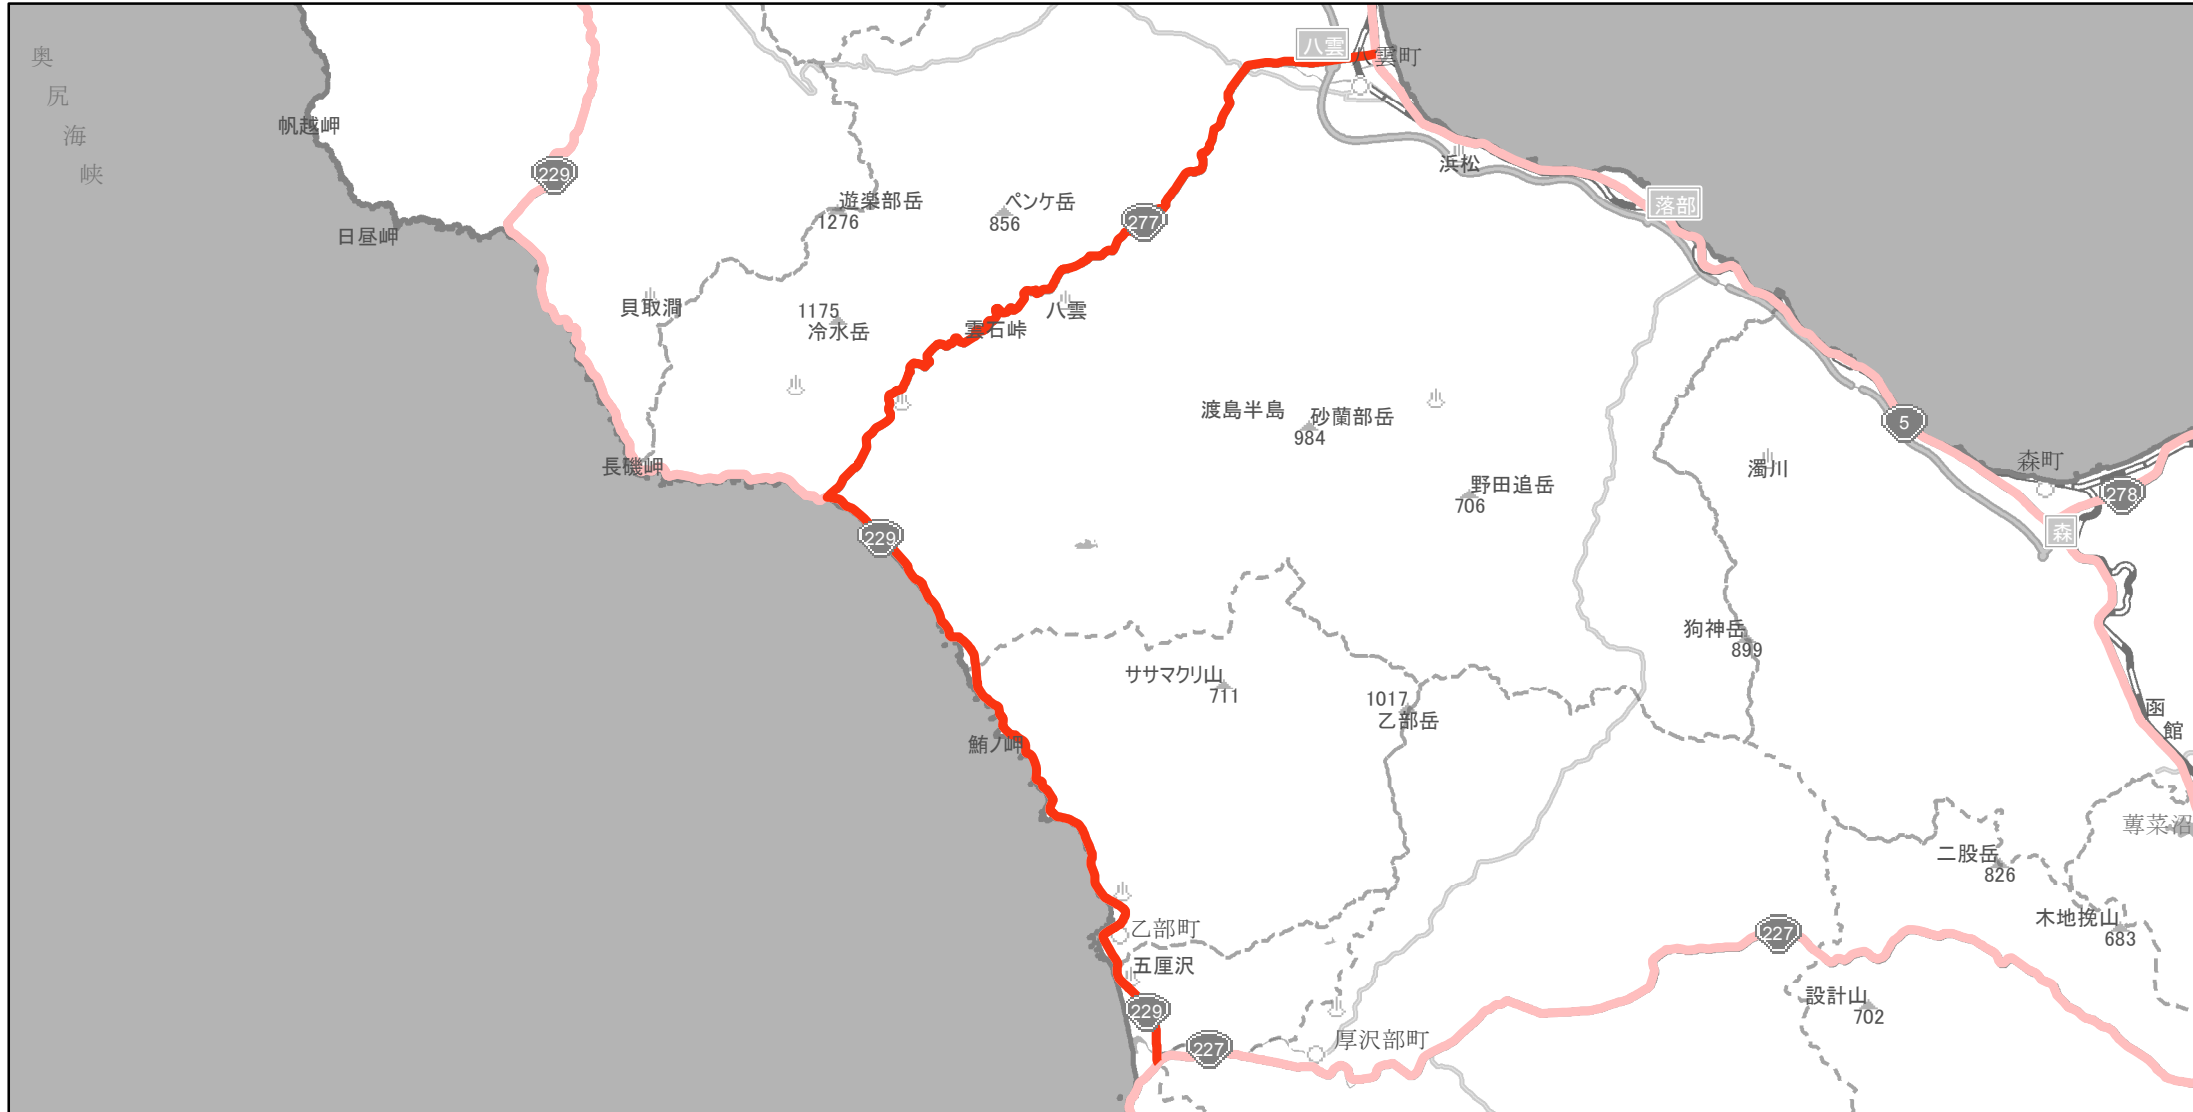 奥尻海峡
八雲
八雲町
帆越岬
229
浜松
遊楽部岳
1276
ペンケ岳
856
277
落部
日昼岬
貝取澗
1175
冷水岳
八雲
雲石峠
渡島半島
砂蘭部岳
984
5
長磯岬
濁川
森町
野田追岳
706
278
229
森
狗神岳
899
ササマクリ山
711
1017
乙部岳
函館
鮪ノ岬
蓴菜沼
二股岳
826
乙部町
227
木地挽山
683
五厘沢
設計山
702
229
227
厚沢部町